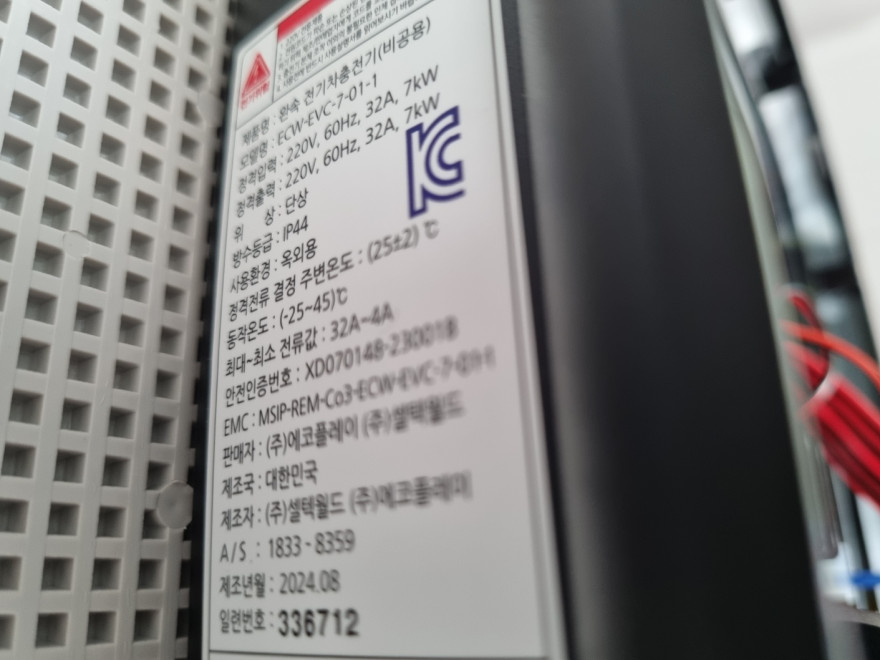 전기위험
제품명 : 완속 전기차충전기(비공용)
모델명 : ECW-EVC-7-01-1
정격입력 : 220V, 60Hz, 32A, 7kW
정격출력 : 220V, 60Hz, 32A, 7kW
위 상 : 단상
방수등급 : IP44
사용환경 : 옥외용
정격전류 결정 주변온도 : (25±2) ℃
동작온도 : (-25~45)℃
최대~최소 전류값 : 32A~4A
안전인증번호 : XD070148-23001B
EMC : MSIP-REM-Co3-ECW-EVC-7-01-1
판매자 : (주)에코플레이 (주)셀텍월드
제조국 : 대한민국
제조자 : (주)셀텍월드 (주)에코플레이
A/S : 1833-8359
제조년월 : 2024.08
일련번호 : 336712